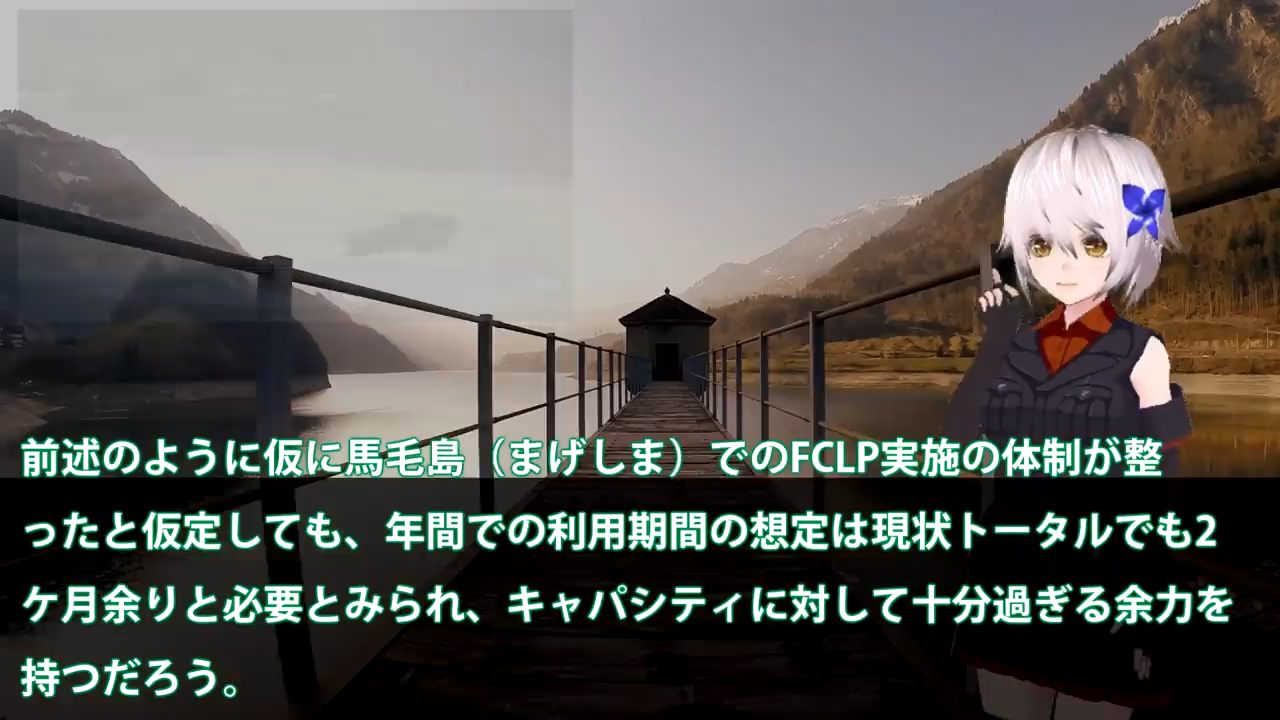 前述のように仮に馬毛島（まげしま）でのFCLP実施の体制が整
ったと仮定しても、年間での利用期間の想定は現状トータルでも2
ケ月余りと必要とみられ、キャパシティに対して十分過ぎる余力を
持つだろう。